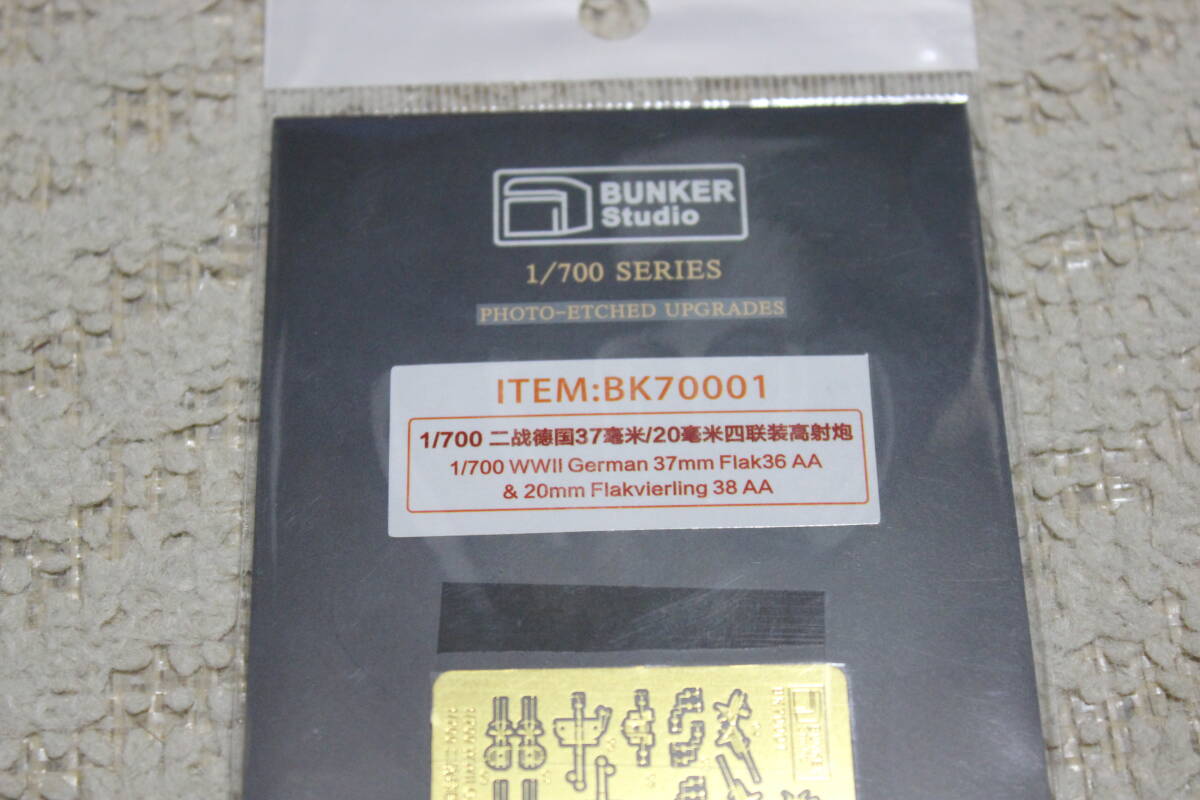 BUNKER
Studio
1/700 SERIES
PHOTO-ETCHED UPGRADES
ITEM:BK70001
1/700 二战德国37毫米/20毫米四联装高射炮
1/700 WWII German 37mm Flak36 AA
& 20mm Flakvierling 38 AA